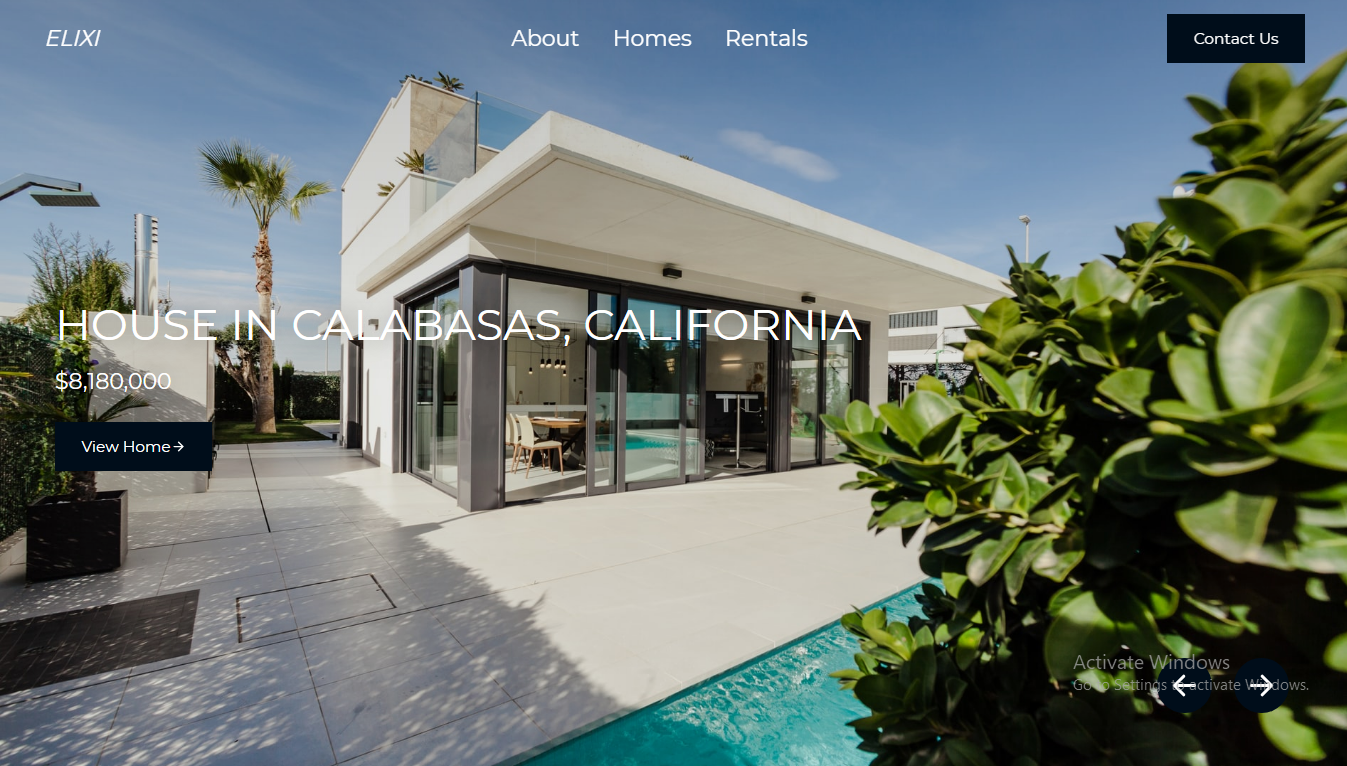 ELIXI
About Homes Rentals
Contact Us
HOUSE IN CALABASAS, CALIFORNIA
$8,180,000
View Home→
Activate Windows
Go to Settings to activate Windows.